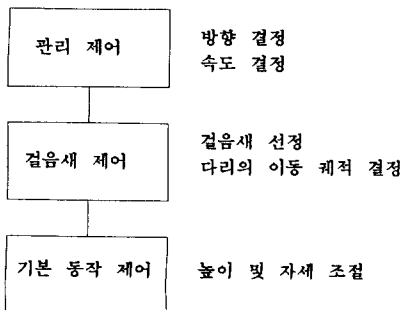 관리 제어
방향 결정
속도 결정
걸음새 제어
걸음새 선정
다리의 이동 궤적 결정
기본 동작 제어
높이 및 자세 조절